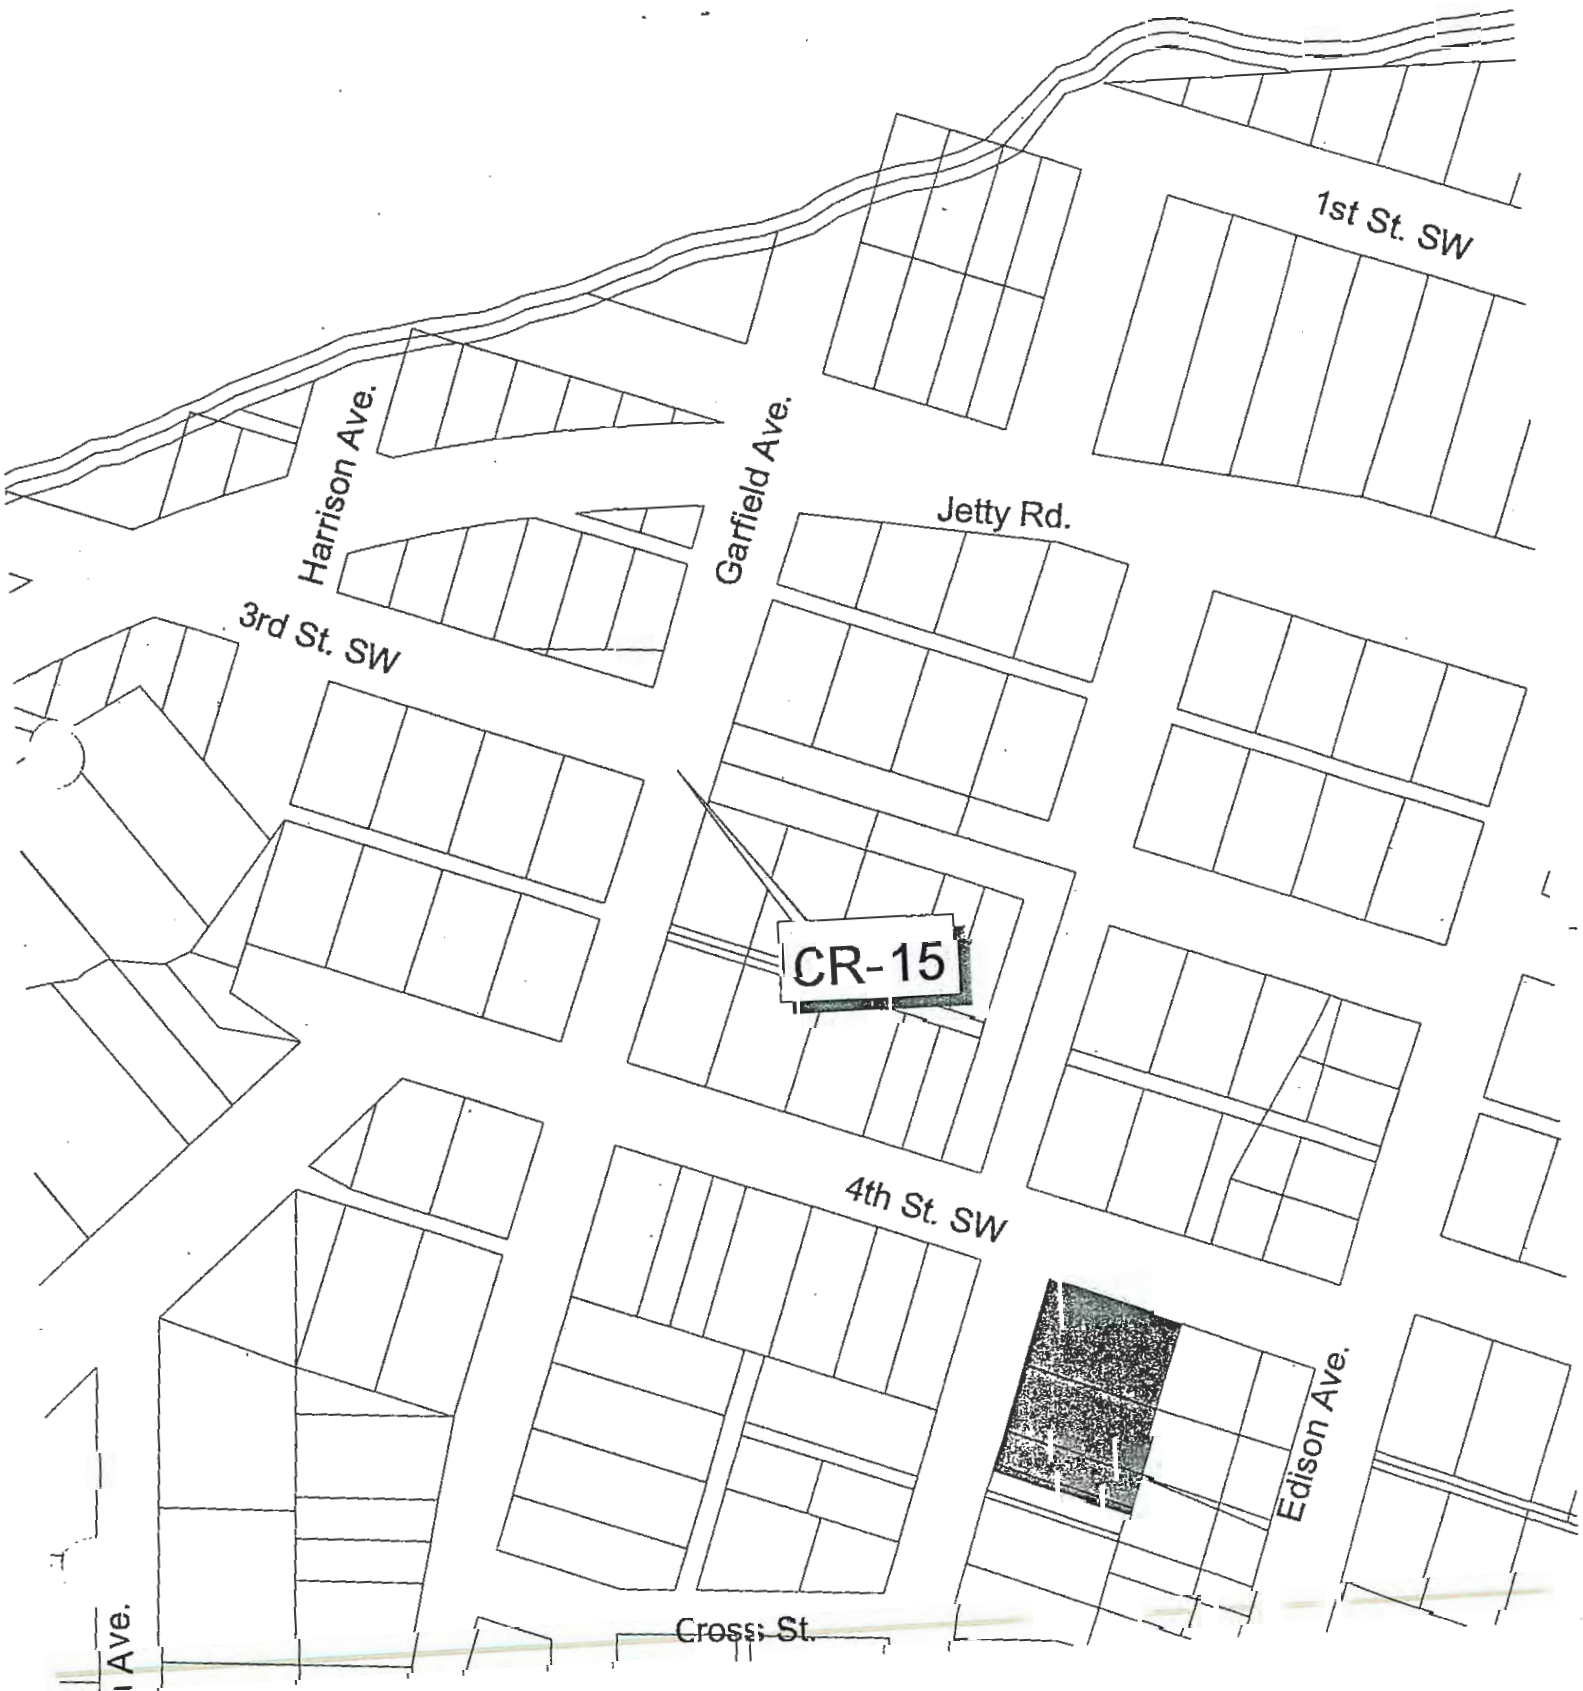 1st St. SW
Harrison Ave.
Garfield Ave.
Jetty Rd.
3rd St. SW
CR-15
4th St. SW
Edison Ave.
Cross St.
Ave.